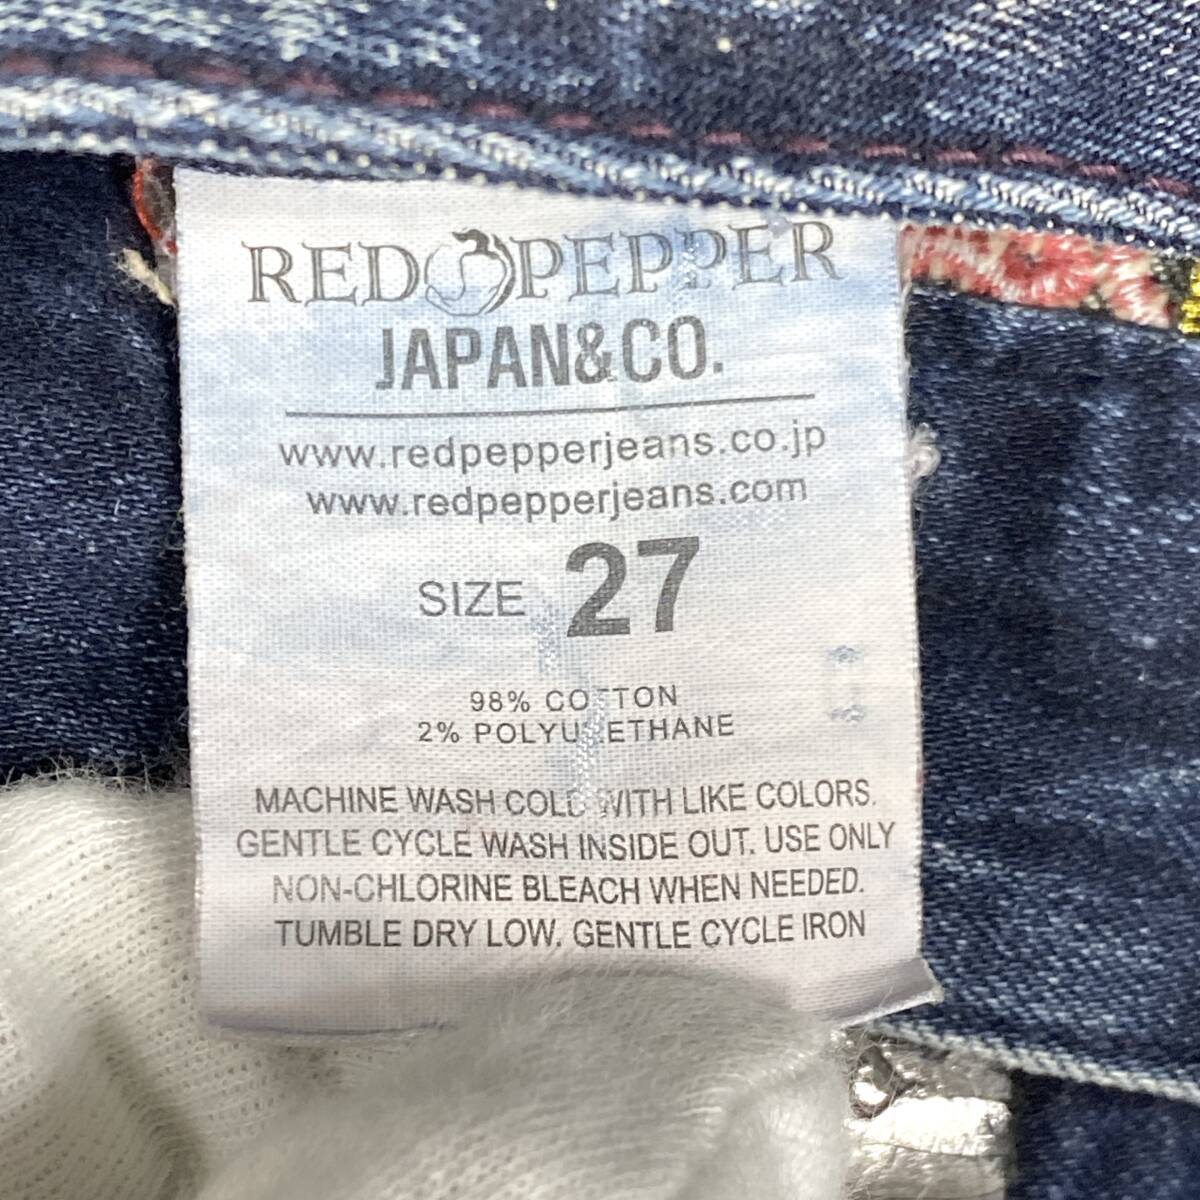 RED PEPPER
JAPAN&CO.
www.redpepperjeans.co.jp
www.redpepperjeans.com
SIZE 27
98% COTTON
2% POLYURETHANE
MACHINE WASH COLD WITH LIKE COLORS.
GENTLE CYCLE WASH INSIDE OUT. USE ONLY
NON-CHLORINE BLEACH WHEN NEEDED.
TUMBLE DRY LOW. GENTLE CYCLE IRON